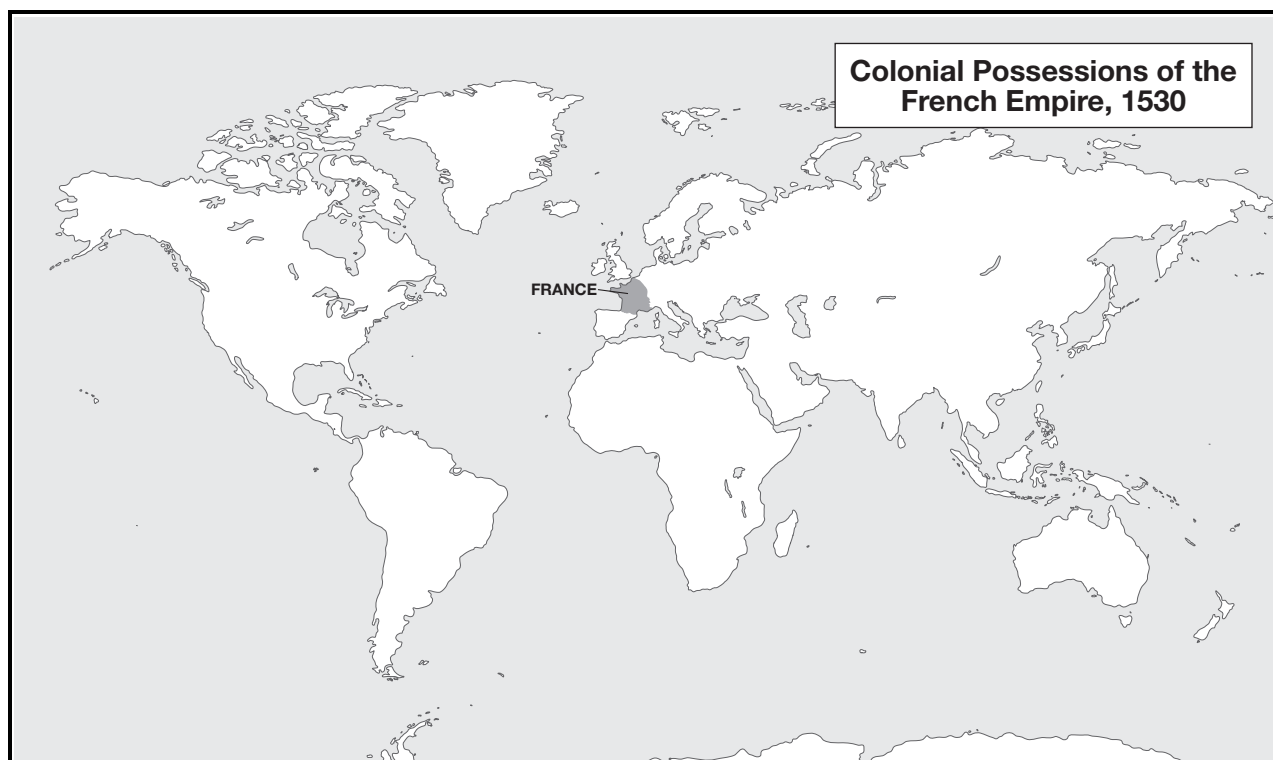 Colonial Possessions of the
French Empire, 1530
FRANCE